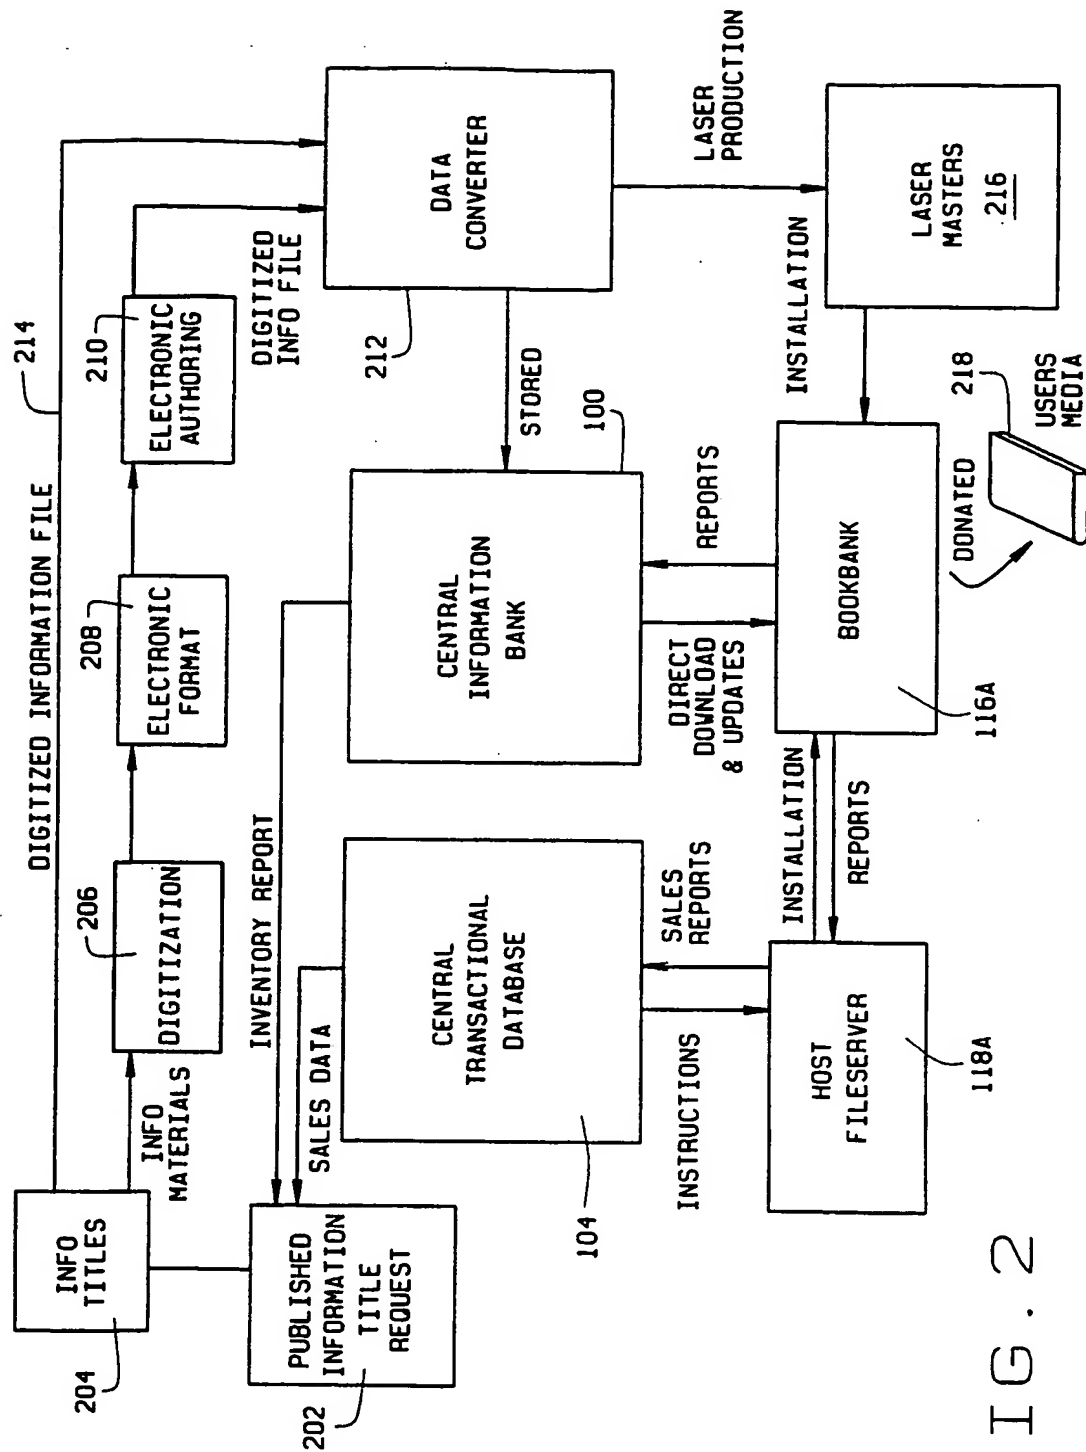 DIGITIZED INFORMATION FILE
214
INFO
TITLES
204
INFO
MATERIALS
206
DIGITIZATION
208
ELECTRONIC
FORMAT
210
ELECTRONIC
AUTHORING
DIGITIZED
INFO FILE
PUBLISHED
INFORMATION
TITLE
REQUEST
202
INVENTORY REPORT
SALES DATA
CENTRAL
TRANSACTIONAL
DATABASE
104
CENTRAL
INFORMATION
BANK
100
STORED
DATA
CONVERTER
212
LASER
PRODUCTION
INSTRUCTIONS
SALES
REPORTS
DIRECT
DOWNLOAD
& UPDATES
REPORTS
HOST
FILESERVER
118A
INSTALLATION
REPORTS
BOOKBANK
116A
INSTALLATION
LASER
MASTERS
216
DONATED
218
USERS
MEDIA
IG. 2